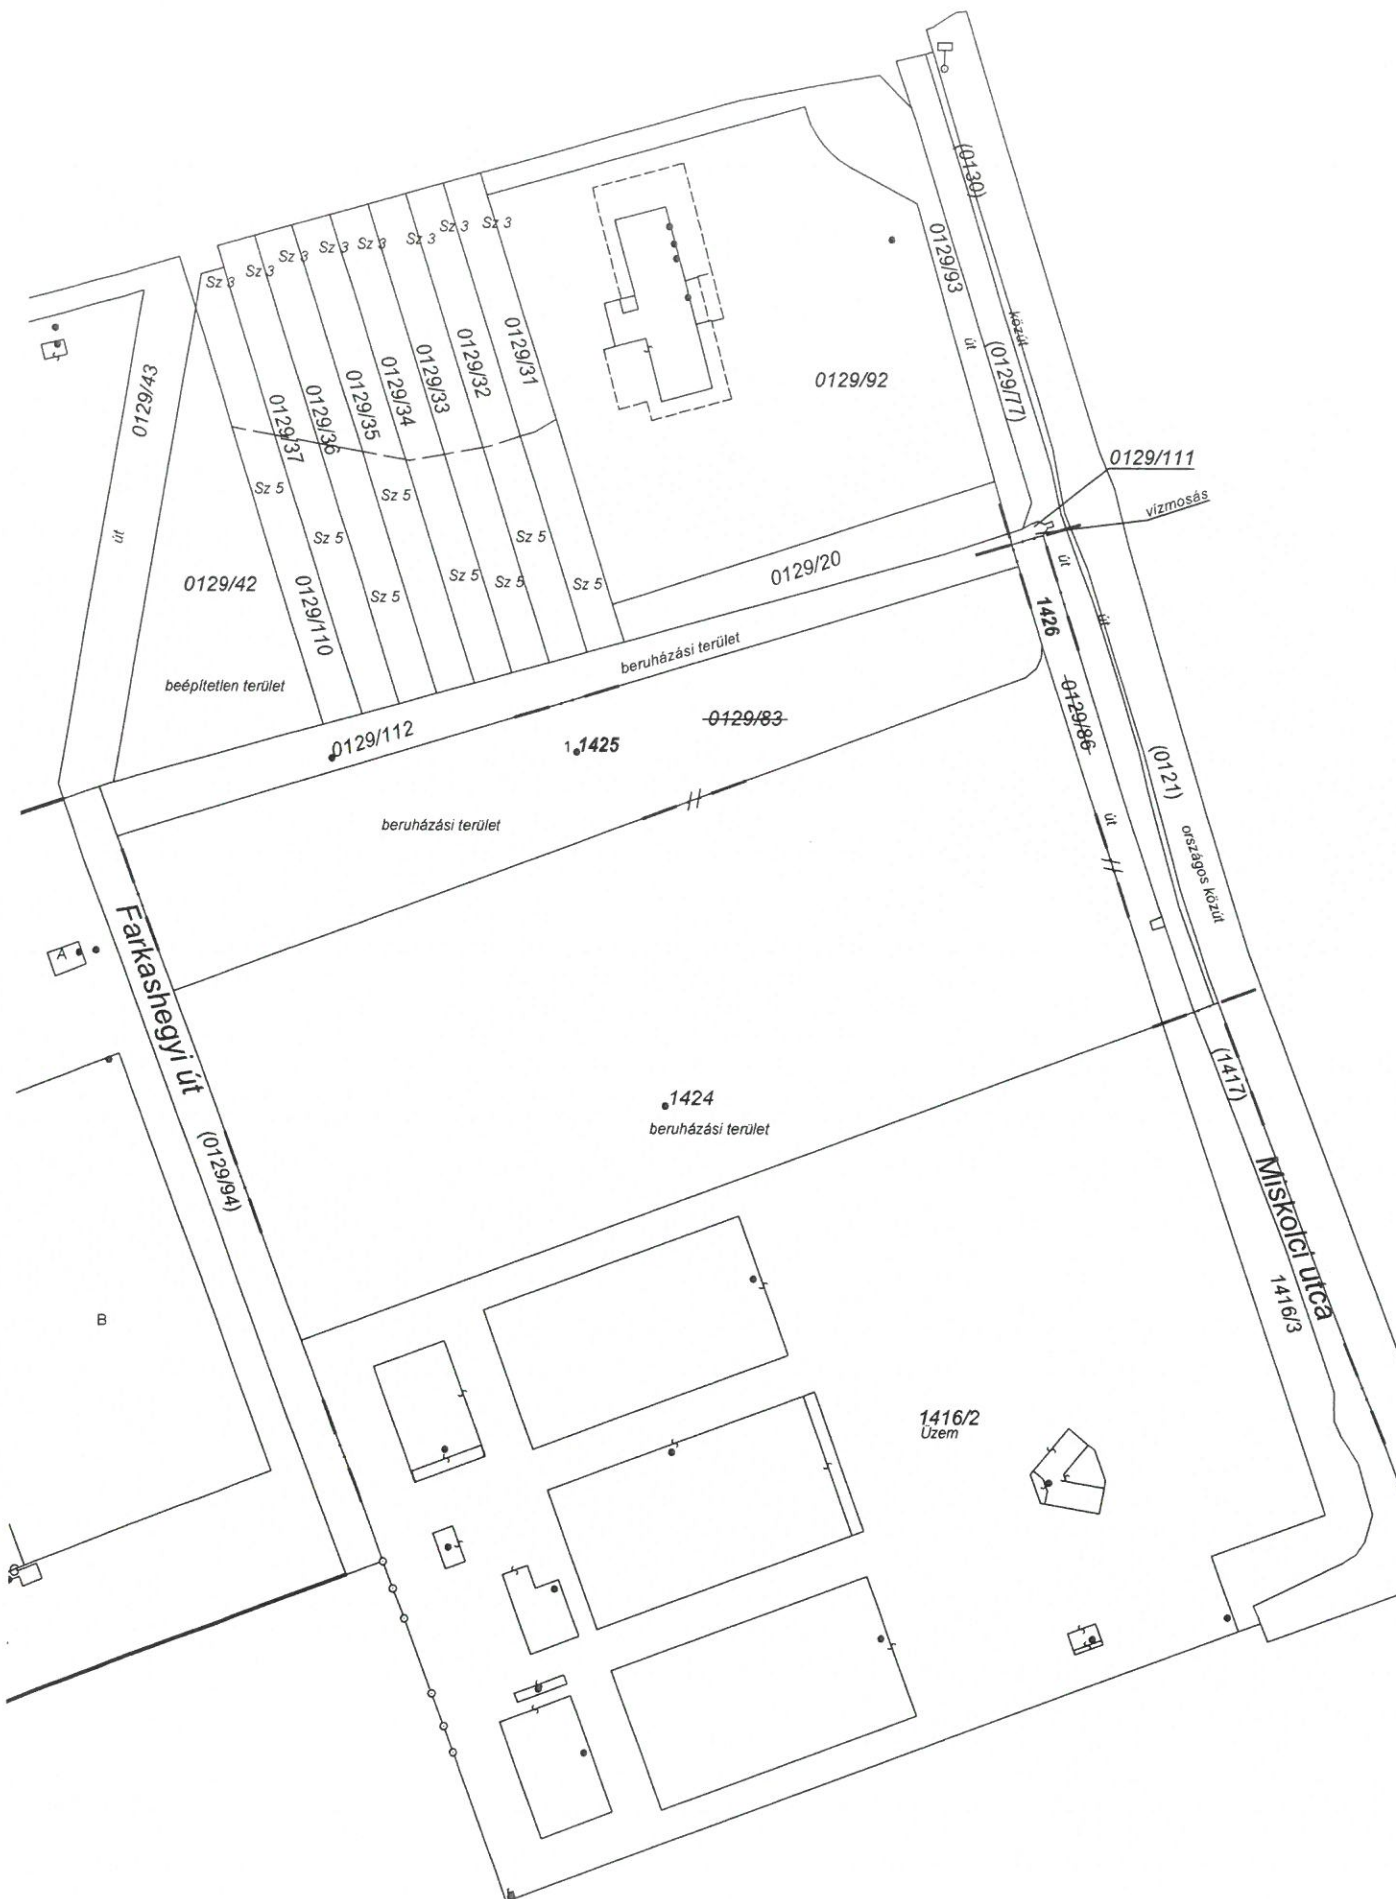 (0130)
Sz 3
Sz 3
Sz 3
Sz 3
Sz 3
Sz 3
Sz 3
Sz 3
0129/93
út
közút
(0129/77)
0129/43
út
0129/37
0129/36
0129/35
0129/34
0129/33
0129/32
0129/31
0129/92
0129/111
vízmosás
Sz 5
Sz 5
Sz 5
Sz 5
Sz 5
Sz 5
Sz 5
Sz 5
0129/42
0129/110
beépítetlen terület
0129/20
út
út
1426
beruházási terület
0129/86
0129/83
0129/112
1 1425
(0121)
út
országos közút
beruházási terület
A
Farkashegyi út
(0129/94)
1424
beruházási terület
(1417)
Miskolci utca
1416/3
B
1416/2
Üzem